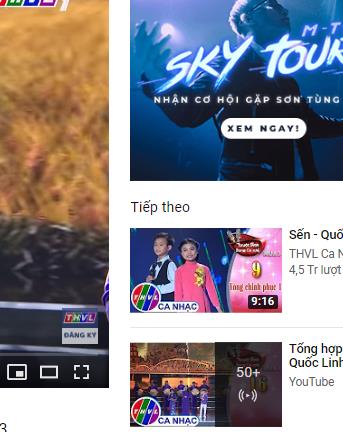 M-T
SKY TOUR
NHẬN CƠ HỘI GẶP SƠN TÙNG
XEM NGAY!
Tiếp theo
Sến - Quố
THVL Ca N
4,5 Tr lượt
9
Tổng chinh phục 1
9:16
THVL
CA NHẠC
THVL
ĐĂNG KÝ
Tổng hợp
Quốc Linh
YouTube
50+
THVL
CA NHẠC
3